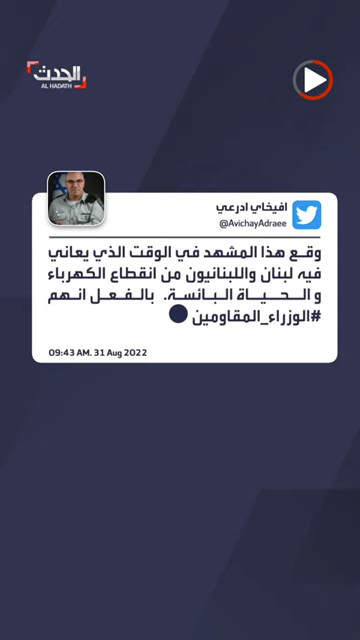 الحدث
AL HADATH
افيخاي ادرعي
@AvichayAdraee
وقع هذا المشهد في الوقت الذي يعاني
فيه لبنان واللبنانيون من انقطاع الكهرباء
والحياة البائسة. بالفعل انهم
#الوزراء_المقاومين
09:43 AM. 31 Aug 2022